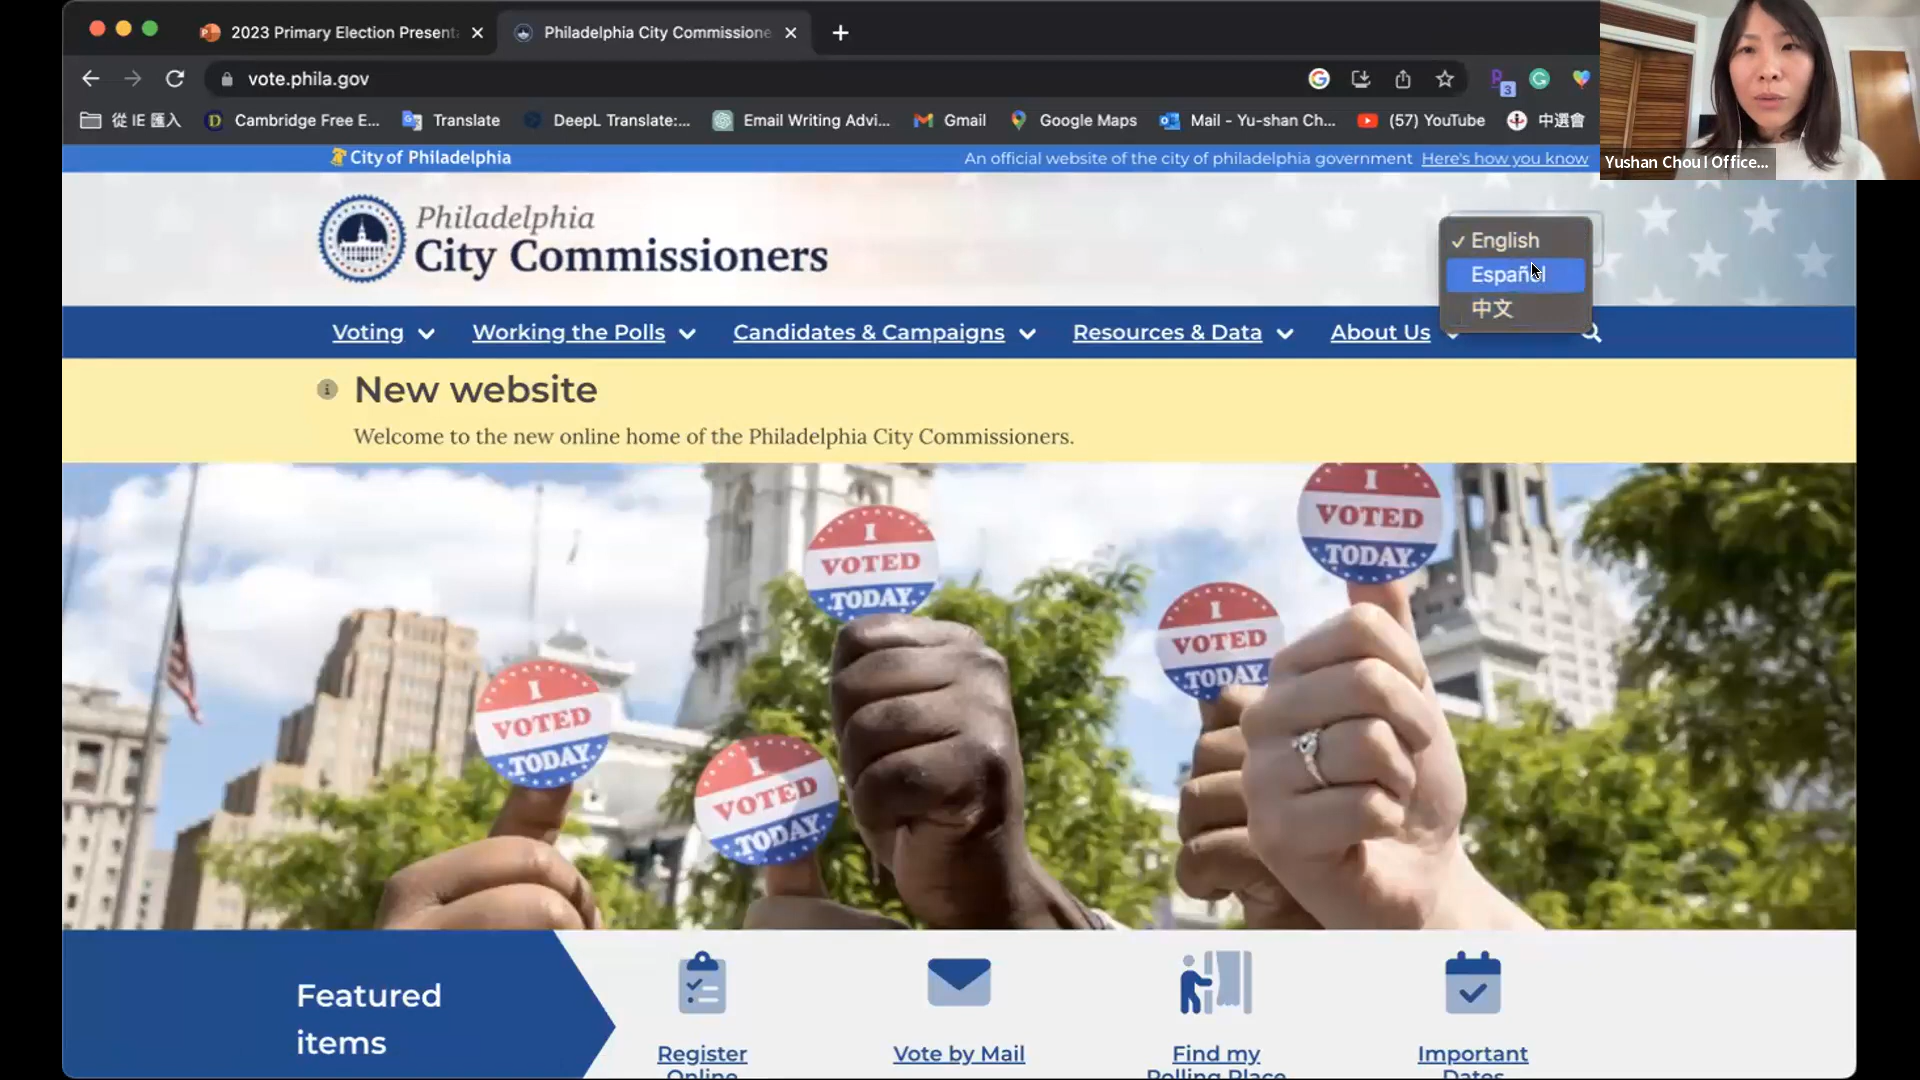 2023 Primary Election Present
Philadelphia City Commissione
vote.phila.gov
3
從 IE 匯入
Cambridge Free E...
Translate
DeepL Translate:...
Email Writing Advi...
Gmail
Google Maps
Mail - Yu-shan Ch...
(57) YouTube
中選會
Yushan Chou l Office...
City of Philadelphia
An official website of the city of philadelphia government Here's how you know
Philadelphia
City Commissioners
✓ English
Español
中文
Voting
Working the Polls
Candidates & Campaigns
Resources & Data
About Us
New website
Welcome to the new online home of the Philadelphia City Commissioners.
I
VOTED
TODAY.
I
VOTED
TODAY.
I
VOTED
TODAY.
I
VOTED
TODAY.
I
VOTED
TODAY.
Featured
items
Register
Online
Vote by Mail
Find my
Polling Place
Important
Dates